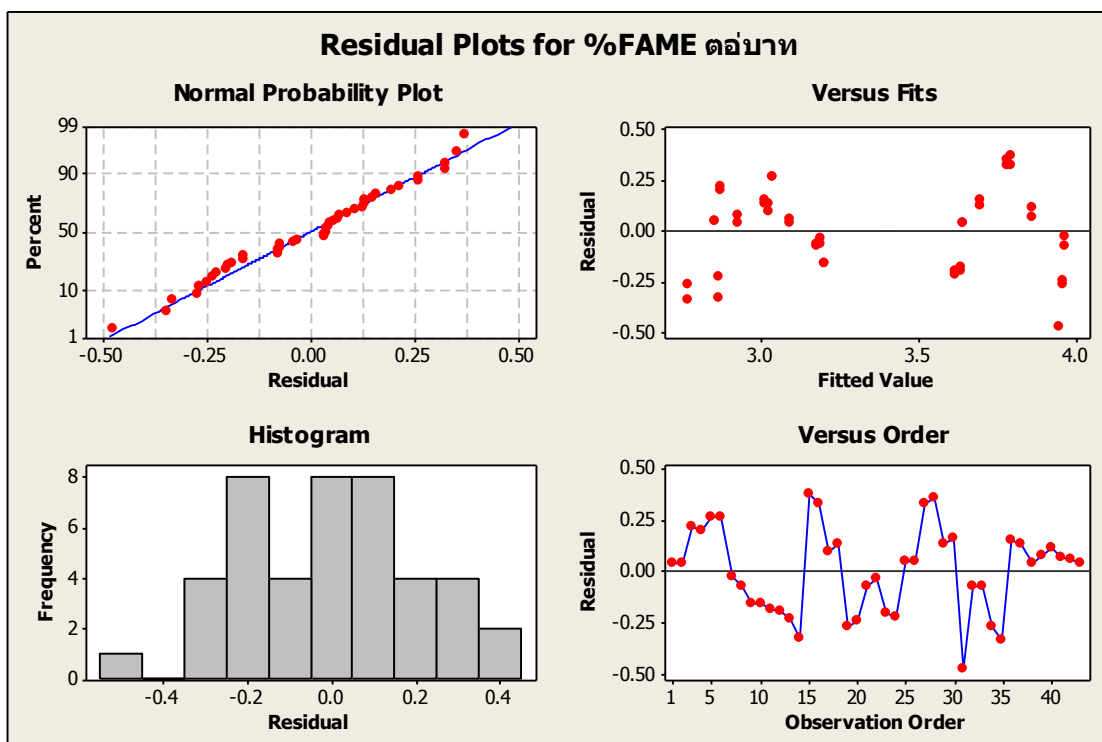 Residual Plots for %FAME ตอ่บาท
Normal Probability Plot
99
90
50
10
1
Percent
-0.50 -0.25 0.00 0.25 0.50
Residual
Versus Fits
0.50
0.25
0.00
-0.25
-0.50
Residual
3.0 3.5 4.0
Fitted Value
Histogram
8
6
4
2
0
Frequency
-0.4 -0.2 0.0 0.2 0.4
Residual
Versus Order
0.50
0.25
0.00
-0.25
-0.50
Residual
1 5 10 15 20 25 30 35 40
Observation Order